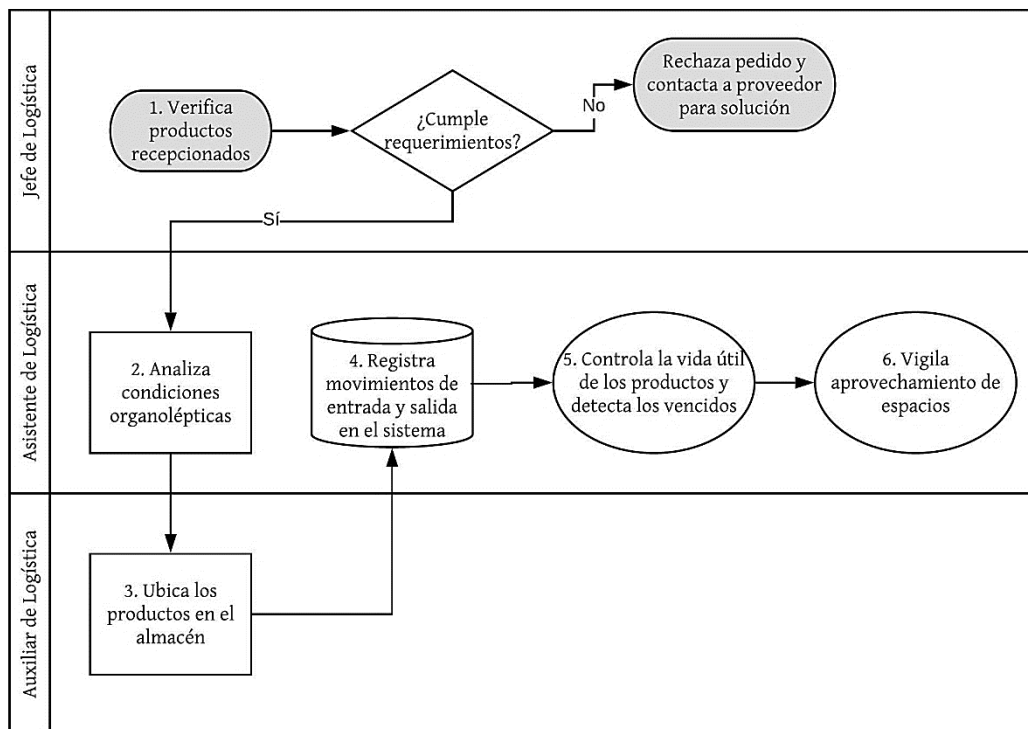 Jefe de Logística
1. Verifica
productos
recepcionados
¿Cumple
requerimientos?
No
Rechaza pedido y
contacta a proveedor
para solución
Sí
Asistente de Logística
2. Analiza
condiciones
organolépticas
4. Registra
movimientos de
entrada y salida
en el sistema
5. Controla la vida útil
de los productos y
detecta los vencidos
6. Vigila
aprovechamiento de
espacios
Auxiliar de Logística
3. Ubica los
productos en el
almacén